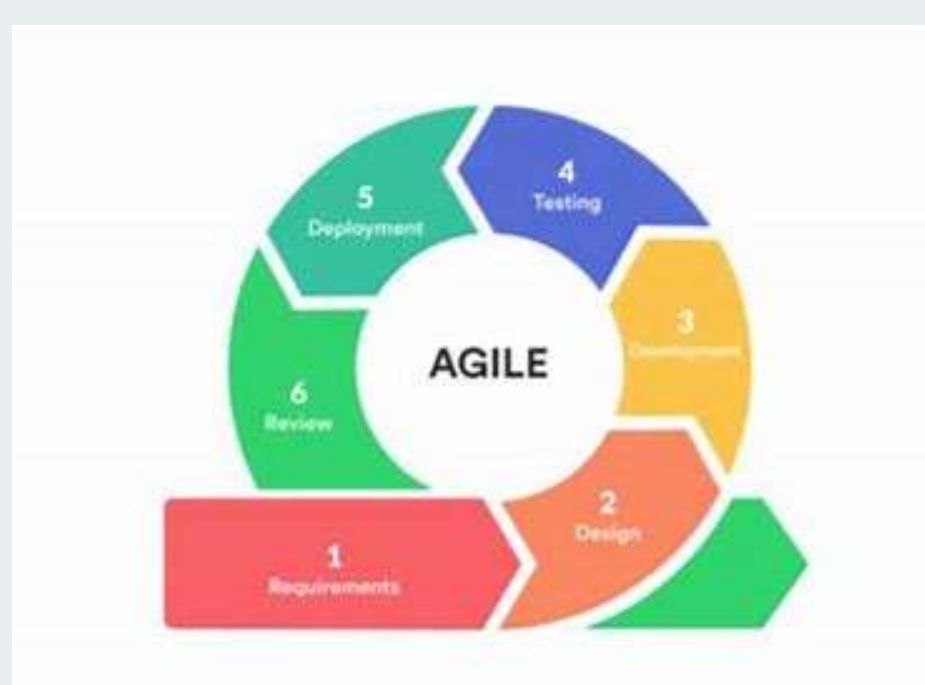 AGILE
1
Requirements
2
Design
3
Development
4
Testing
5
Deployment
6
Review